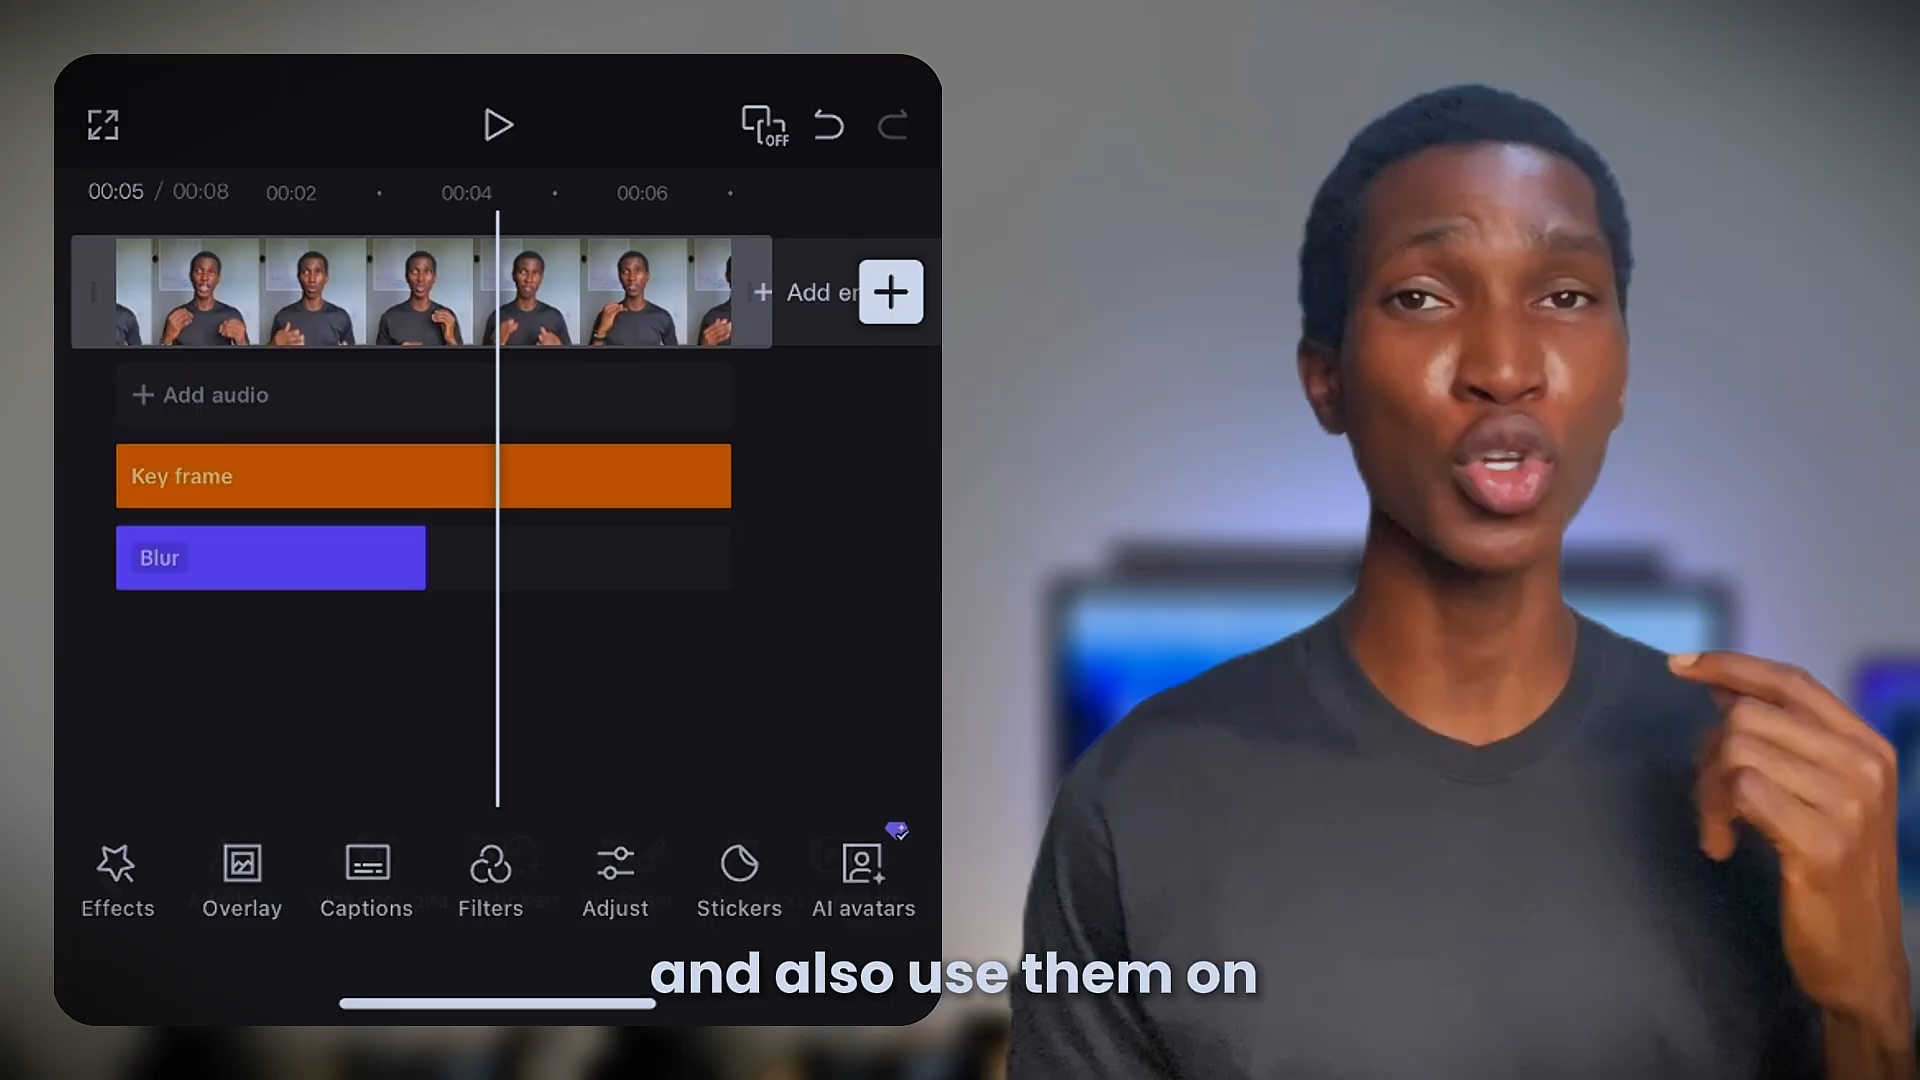 OFF
00:05 / 00:08 00:02 00:04 00:06
+ Add er
+ Add audio
Key frame
Blur
Effects Overlay Captions Filters Adjust Stickers AI avatars
and also use them on